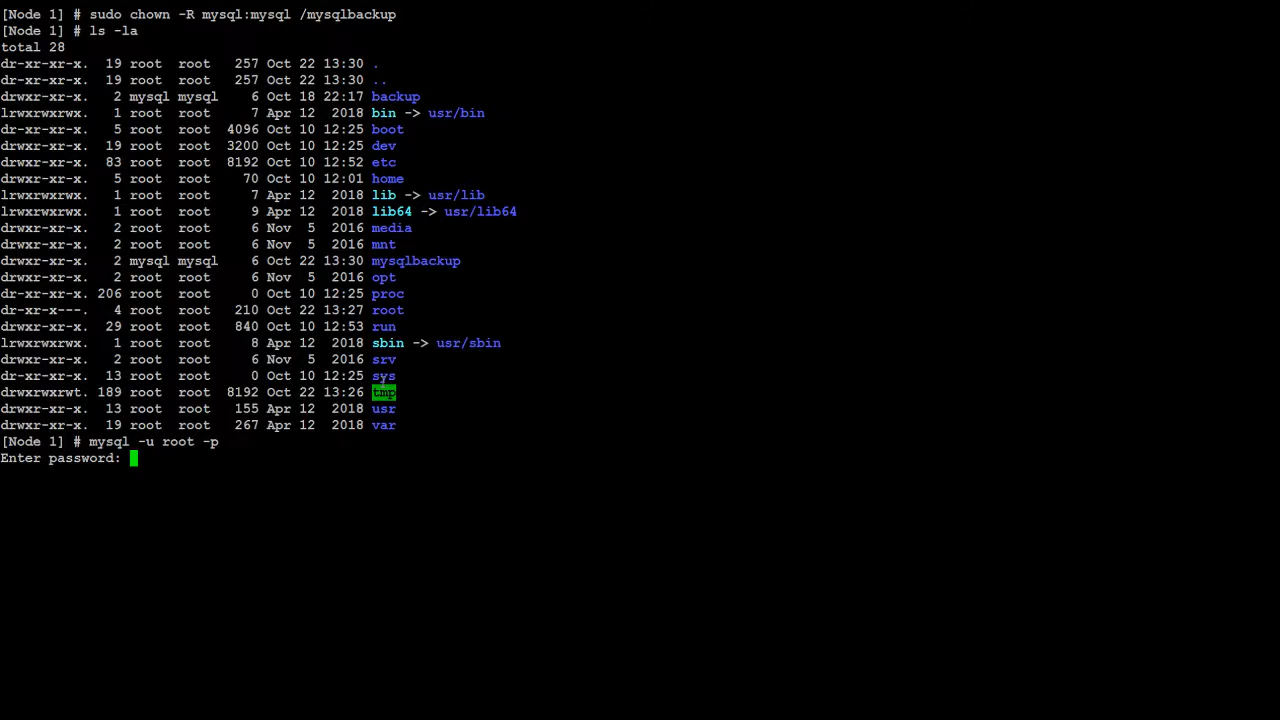 [Node 1] # sudo chown -R mysql:mysql /mysqlbackup
[Node 1] # ls -la
total 28
dr-xr-xr-x.  19 root  root   257 Oct 22 13:30 .
dr-xr-xr-x.  19 root  root   257 Oct 22 13:30 ..
drwxr-xr-x.   2 mysql mysql    6 Oct 18 22:17 backup
lrwxrwxrwx.   1 root  root     7 Apr 12  2018 bin -> usr/bin
dr-xr-xr-x.   5 root  root  4096 Oct 10 12:25 boot
drwxr-xr-x.  19 root  root  3200 Oct 10 12:25 dev
drwxr-xr-x.  83 root  root  8192 Oct 10 12:52 etc
drwxr-xr-x.   5 root  root    70 Oct 10 12:01 home
lrwxrwxrwx.   1 root  root     7 Apr 12  2018 lib -> usr/lib
lrwxrwxrwx.   1 root  root     9 Apr 12  2018 lib64 -> usr/lib64
drwxr-xr-x.   2 root  root     6 Nov  5  2016 media
drwxr-xr-x.   2 root  root     6 Nov  5  2016 mnt
drwxr-xr-x.   2 mysql mysql    6 Oct 22 13:30 mysqlbackup
drwxr-xr-x.   2 root  root     6 Nov  5  2016 opt
dr-xr-xr-x. 206 root  root     0 Oct 10 12:25 proc
dr-xr-x---.   4 root  root   210 Oct 22 13:27 root
drwxr-xr-x.  29 root  root   840 Oct 10 12:53 run
lrwxrwxrwx.   1 root  root     8 Apr 12  2018 sbin -> usr/sbin
drwxr-xr-x.   2 root  root     6 Nov  5  2016 srv
dr-xr-xr-x.  13 root  root     0 Oct 10 12:25 sys
drwxrwxrwt. 189 root  root  8192 Oct 22 13:26 tmp
drwxr-xr-x.  13 root  root   155 Apr 12  2018 usr
drwxr-xr-x.  19 root  root   267 Apr 12  2018 var
[Node 1] # mysql -u root -p
Enter password: